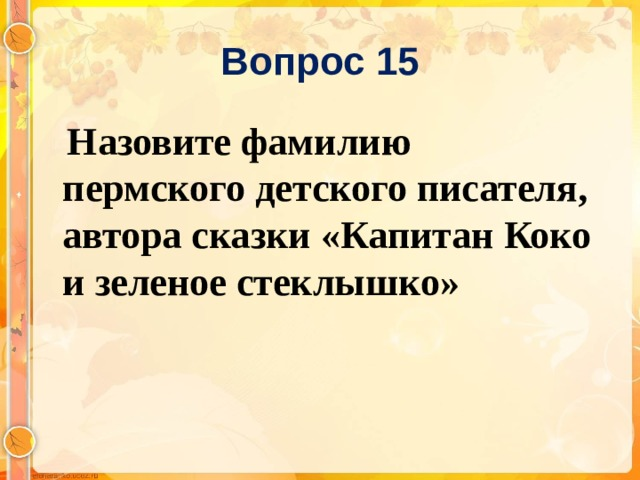 Вопрос 15
Назовите фамилию
пермского детского писателя,
автора сказки «Капитан Коко
и зеленое стеклышко»